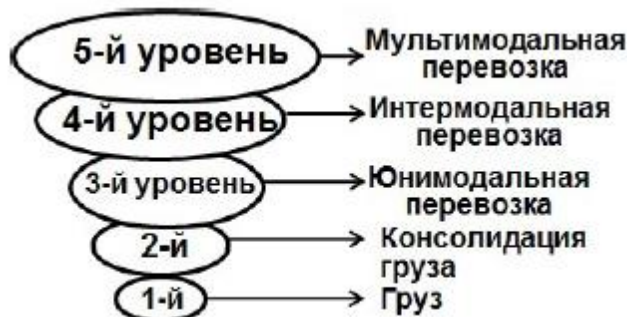 5-й уровень
Мультимодальная
перевозка
4-й уровень
Интермодальная
перевозка
3-й уровень
Юнимодальная
перевозка
2-й
Консолидация
груза
1-й
Груз